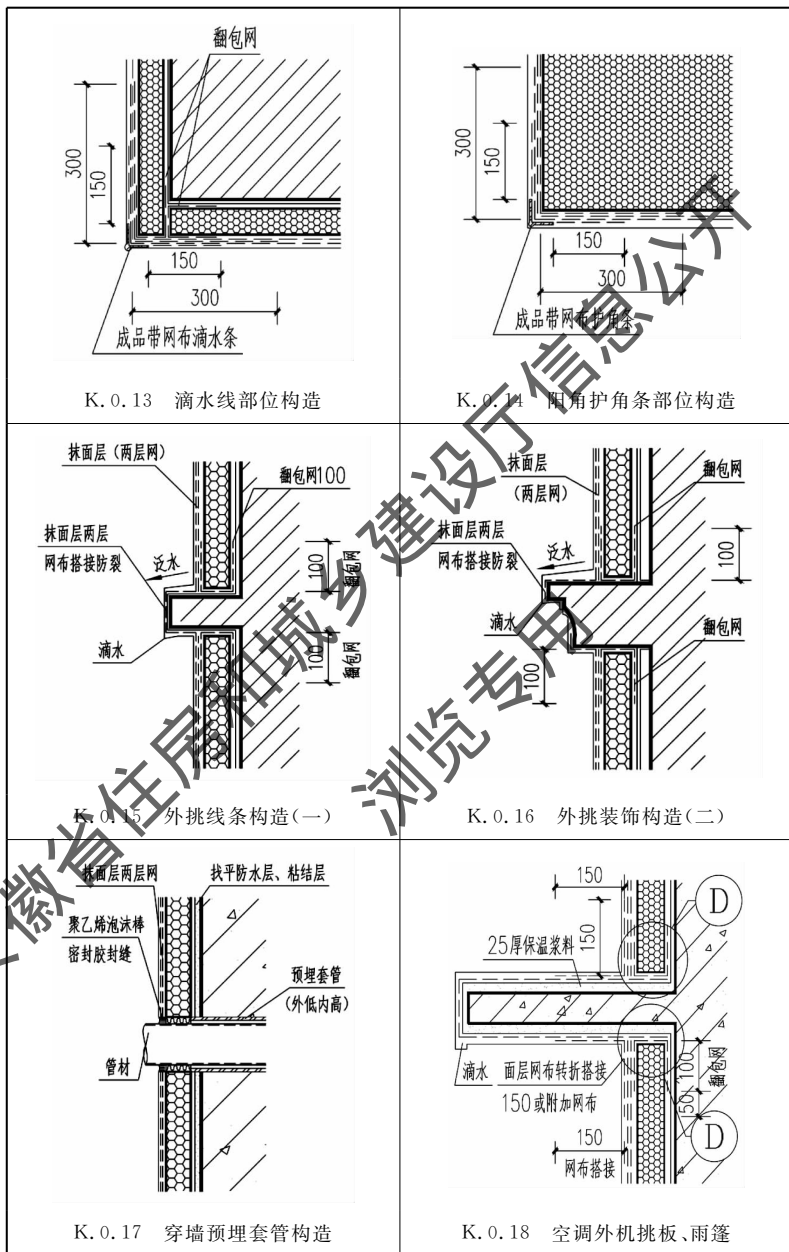 翻包网
300
150
150
300
成品带网布滴水条
K.0.13 滴水线部位构造
300
150
150
300
成品带网布护角条
K.0.14 阳角护角条部位构造
抹面层(两层网)
翻包网100
抹面层两层
网布搭接防裂
泛水
滴水
100
翻包网
100
翻包网
K.0.15 外挑线条构造(一)
抹面层
(两层网)
翻包网
抹面层两层
网布搭接防裂
泛水
滴水
100
翻包网
100
K.0.16 外挑装饰构造(二)
抹面层两层网
找平防水层、粘结层
聚乙烯泡沫棒
密封胶封缝
预埋套管
(外低内高)
管材
K.0.17 穿墙预埋套管构造
150
150
D
25厚保温浆料
滴水
面层网布转折搭接
150或附加网布
100
翻包网
150
D
150
网布搭接
K.0.18 空调外机挑板、雨篷
安徽省住房和城乡建设厅信息公开
浏览专用